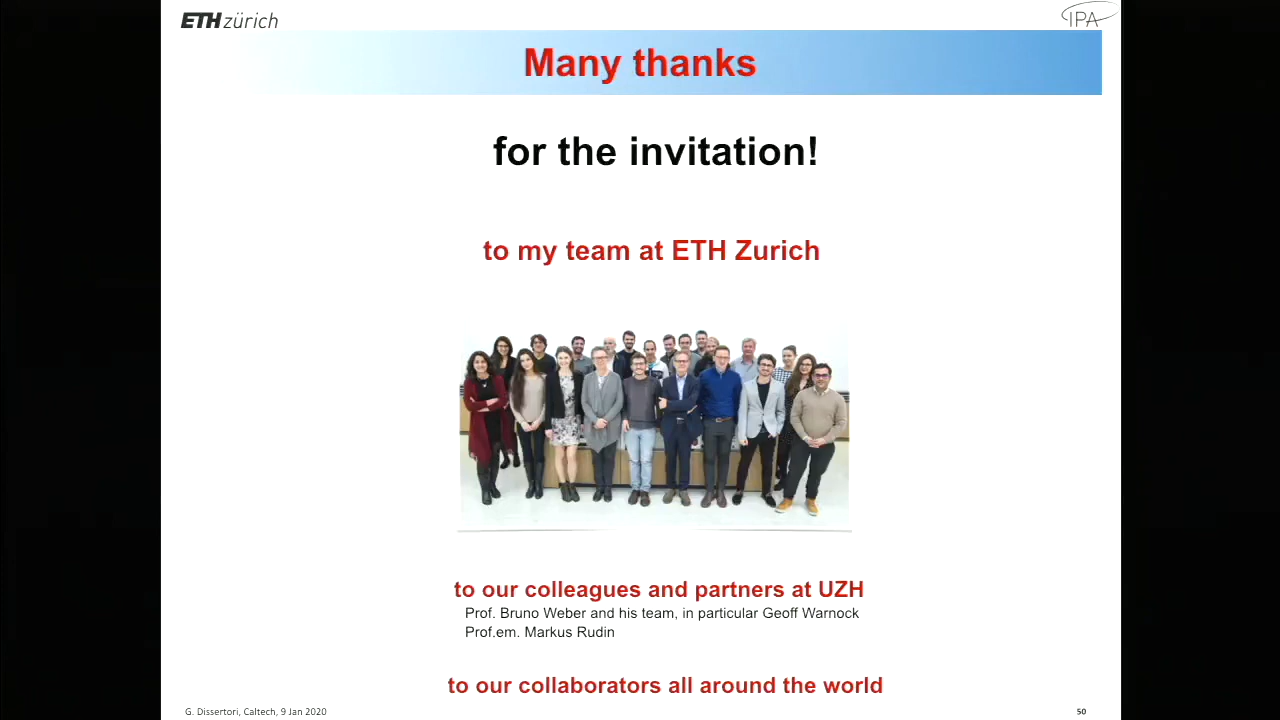 ETH zürich
IPA
Many thanks
for the invitation!
to my team at ETH Zurich
to our colleagues and partners at UZH
Prof. Bruno Weber and his team, in particular Geoff Warnock
Prof.em. Markus Rudin
to our collaborators all around the world
G. Dissertori, Caltech, 9 Jan 2020
50